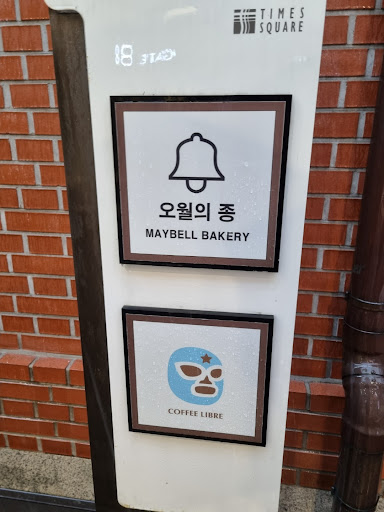 TIMES
SQUARE
오월의 종
MAYBELL BAKERY
COFFEE LIBRE